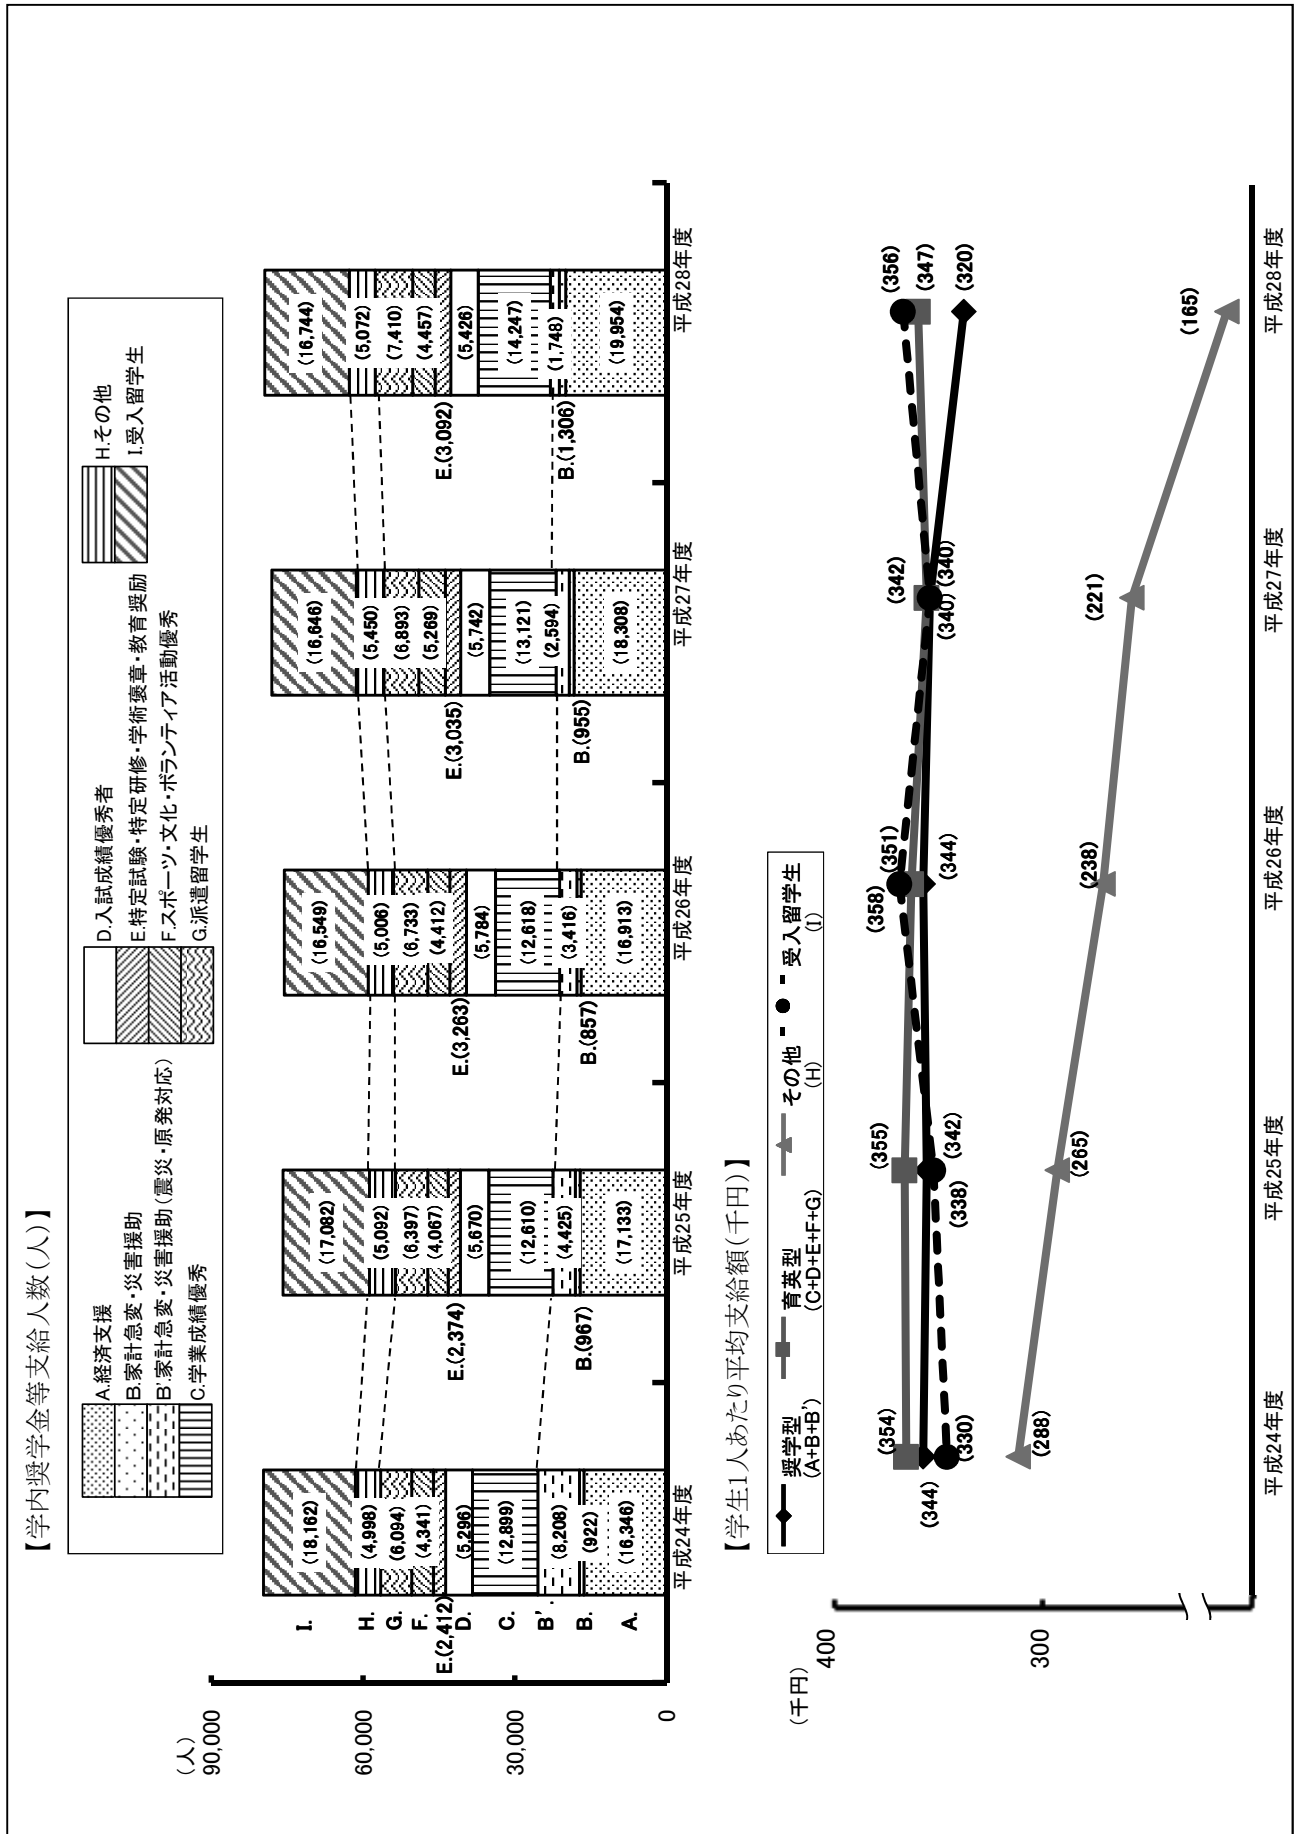 【学内奨学金等支給人数(人)】
A.経済支援
B.家計急変・災害援助
B'.家計急変・災害援助(震災・原発対応)
C.学業成績優秀
D.入試成績優秀者
E.特定試験・特定研修・学術褒章・教育奨励
F.スポーツ・文化・ボランティア活動優秀
G.派遣留学生
H.その他
I.受入留学生
(人)
90,000
60,000
30,000
0
I.
H.
G.
F.
E.(2,412)
D.
C.
B'.
B.
A.
(18,162)
(4,998)
(6,094)
(4,341)
(5,296)
(12,899)
(8,208)
(922)
(16,346)
平成24年度
(17,082)
(5,092)
(6,397)
(4,067)
E.(2,374)
(5,670)
(12,610)
(4,425)
B.(967)
(17,133)
平成25年度
(16,549)
(5,006)
(6,733)
(4,412)
E.(3,263)
(5,784)
(12,618)
(3,416)
B.(857)
(16,913)
平成26年度
(16,646)
(5,450)
(6,893)
(5,269)
E.(3,035)
(5,742)
(13,121)
(2,594)
B.(955)
(18,308)
平成27年度
(16,744)
(5,072)
(7,410)
(4,457)
E.(3,092)
(5,426)
(14,247)
(1,748)
B.(1,306)
(19,954)
平成28年度
【学生1人あたり平均支給額(千円)】
奨学型
(A+B+B')
育英型
(C+D+E+F+G)
その他
(H)
受入留学生
(I)
(千円)
400
300
(354)
(344)
(330)
(288)
平成24年度
(355)
(342)
(338)
(265)
平成25年度
(358)
(351)
(344)
(238)
平成26年度
(342)
(340)
(340)
(221)
平成27年度
(356)
(347)
(320)
(165)
平成28年度